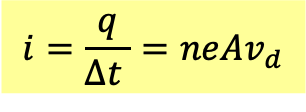 i = q/Δt = neAv_d